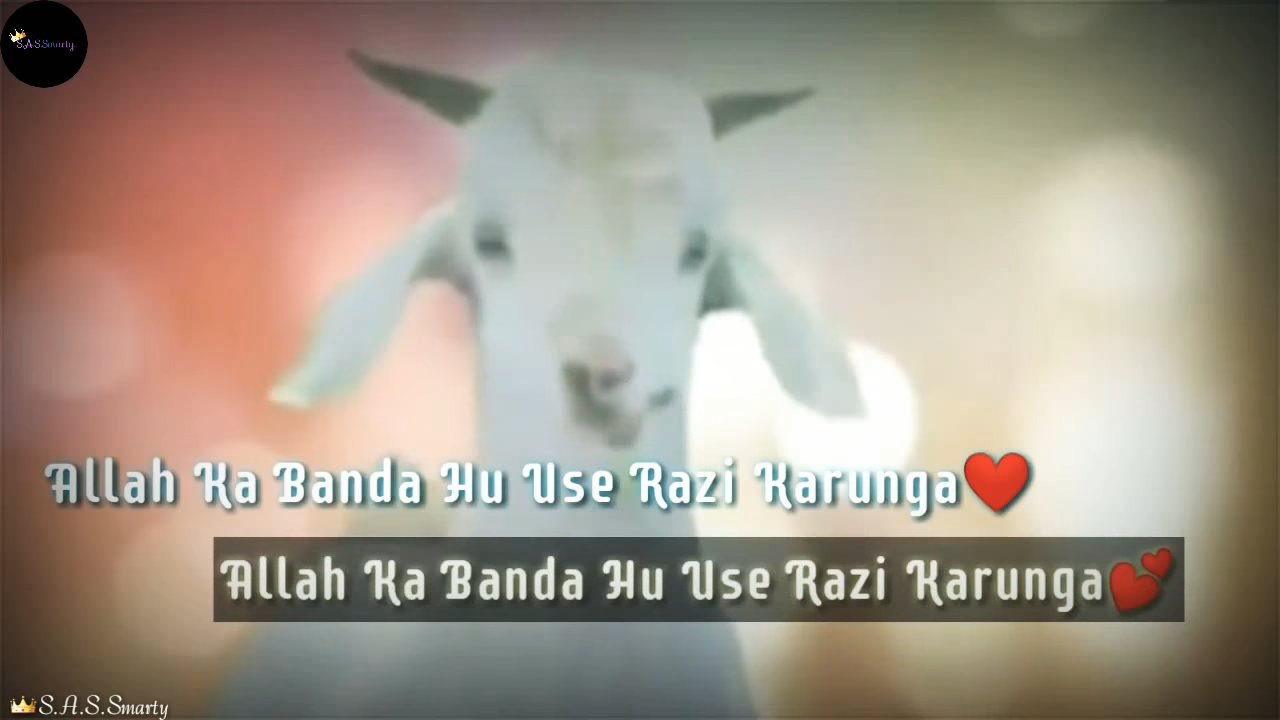 👑S.A.S.Smarty
Allah Ka Banda Hu Use Razi Karunga❤️
Allah Ka Banda Hu Use Razi Karunga💕
👑S.A.S.Smarty